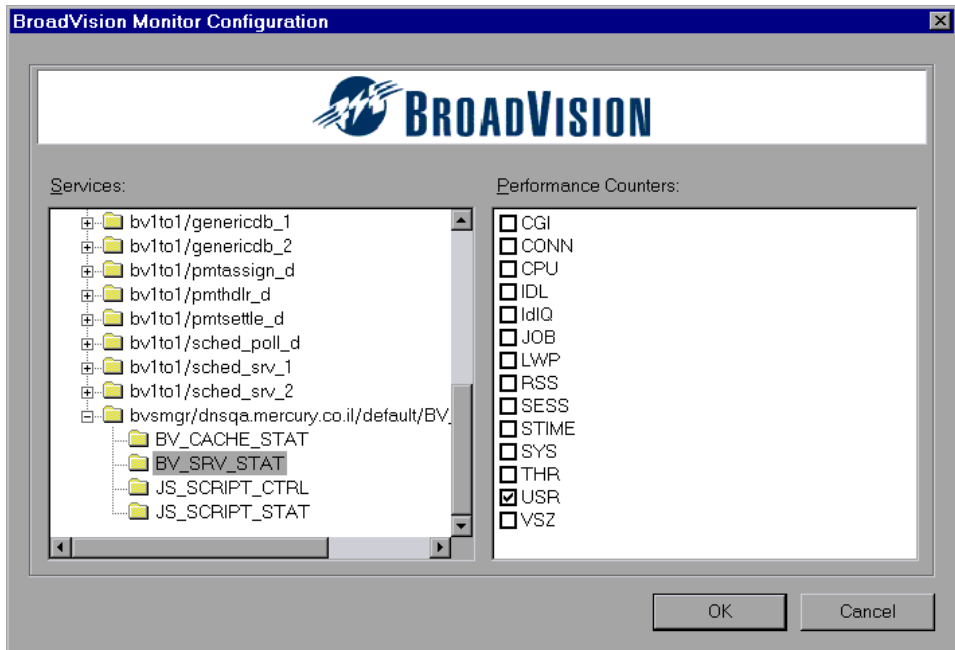 BroadVision Monitor Configuration
BROADVISION
Services:
bv1to1/genericdb_1
bv1to1/genericdb_2
bv1to1/pmtassign_d
bv1to1/pmthdlr_d
bv1to1/pmtsettle_d
bv1to1/sched_poll_d
bv1to1/sched_srv_1
bv1to1/sched_srv_2
bvsmgr/dnsqa.mercury.co.il/default/BV_
BV_CACHE_STAT
BV_SRV_STAT
JS_SCRIPT_CTRL
JS_SCRIPT_STAT
Performance Counters:
CGI
CONN
CPU
IDL
IdlQ
JOB
LWP
RSS
SESS
STIME
SYS
THR
USR
VSZ
OK
Cancel